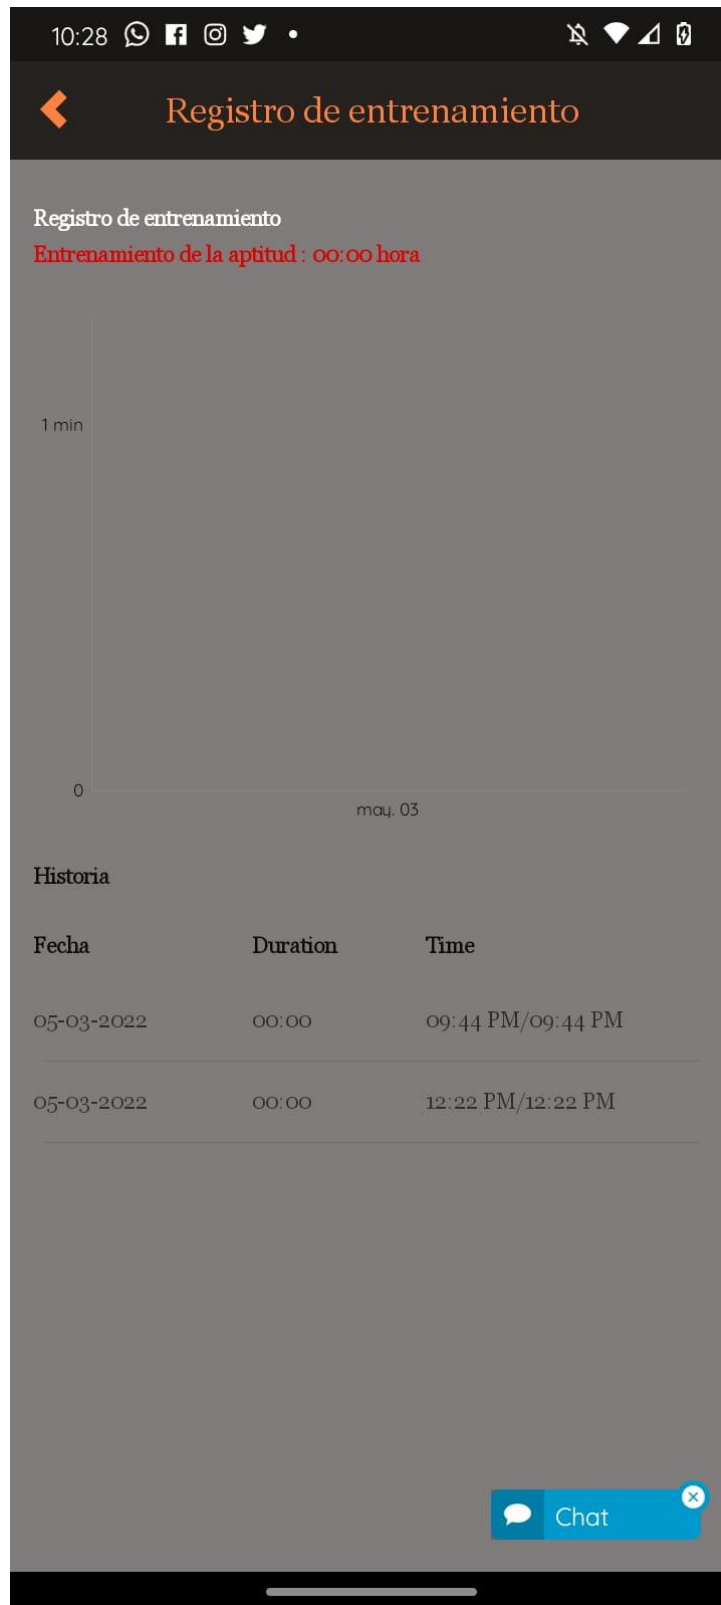 10:28
Registro de entrenamiento
Registro de entrenamiento
Entrenamiento de la aptitud : 00:00 hora
1 min
0
may. 03
Historia
Fecha Duration Time
05-03-2022 00:00 09:44 PM/09:44 PM
05-03-2022 00:00 12:22 PM/12:22 PM
Chat